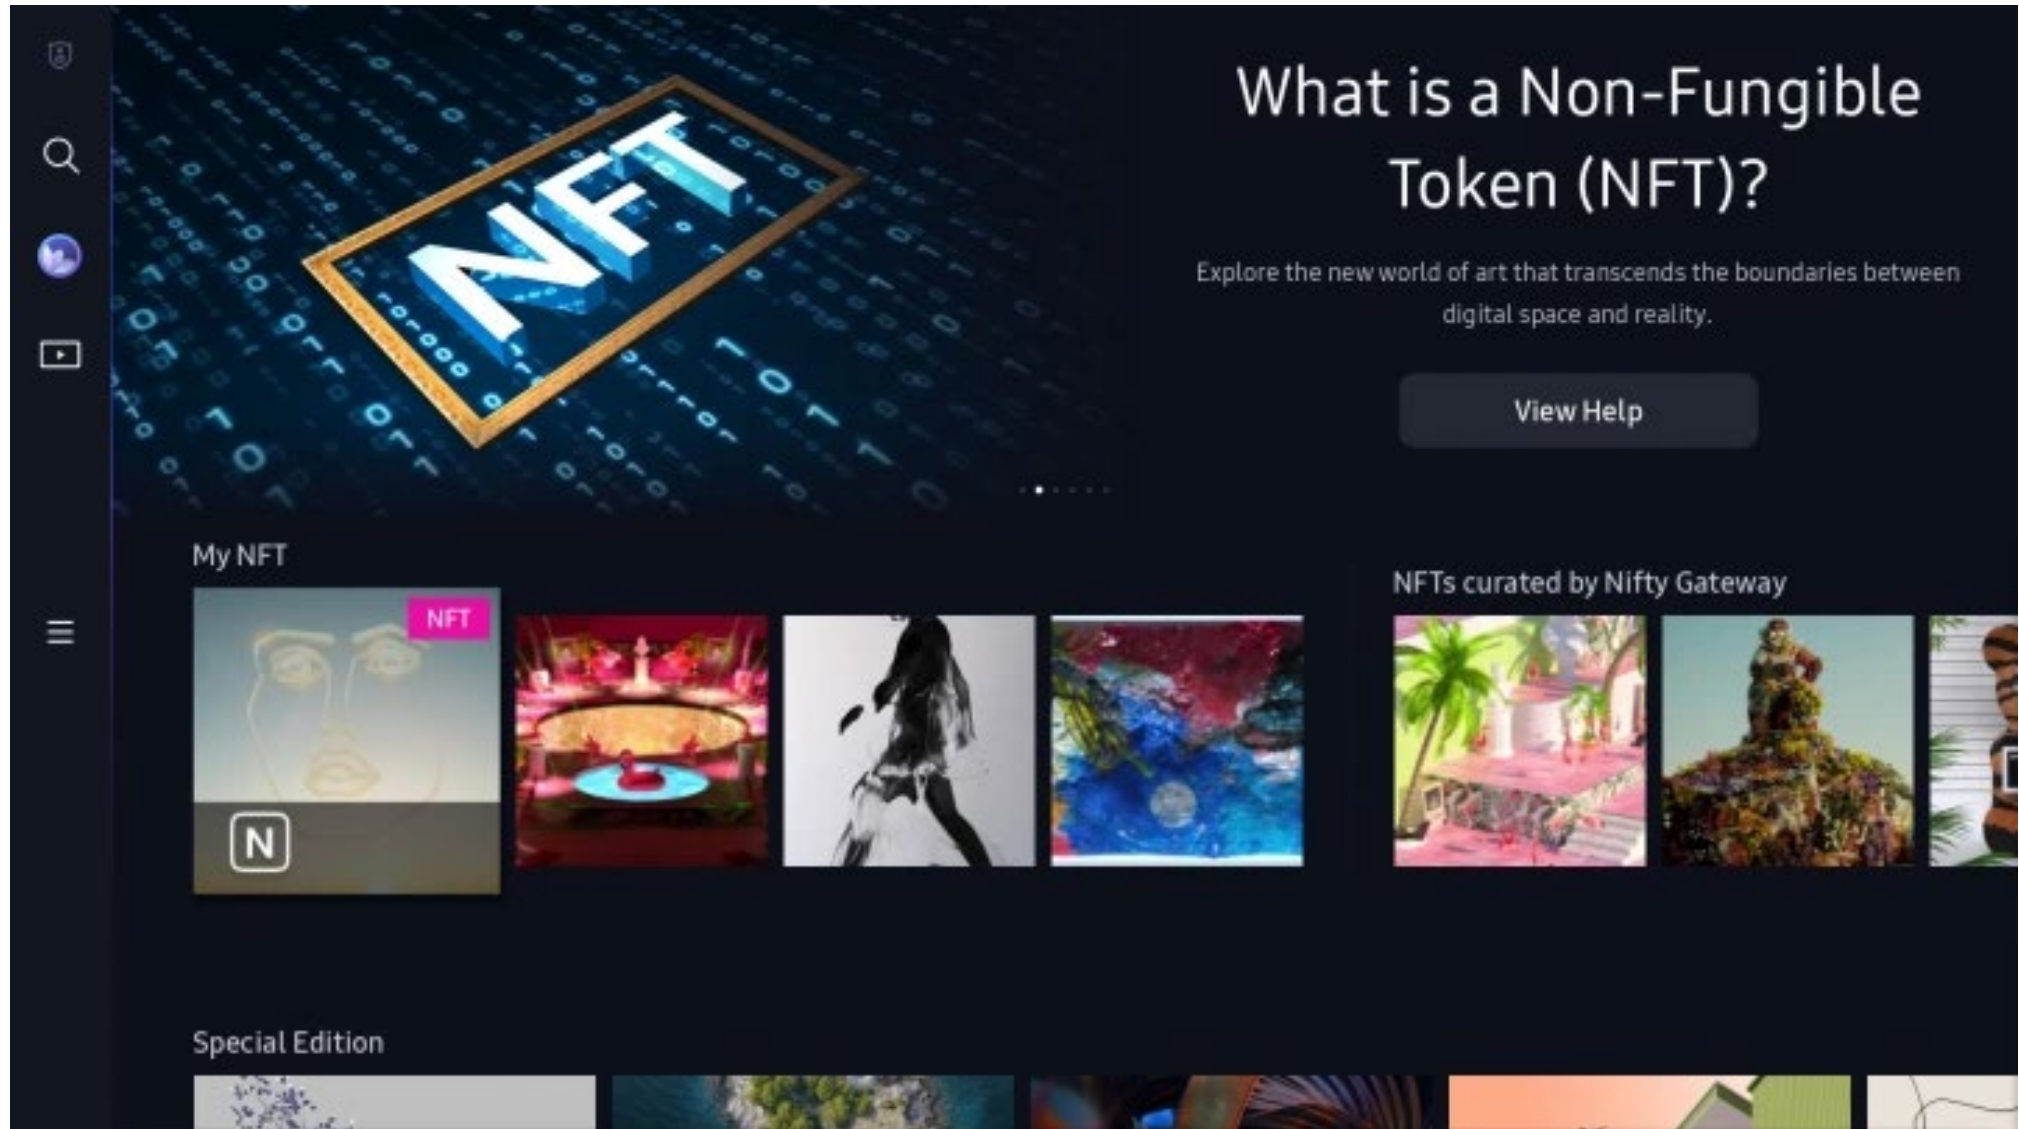 NFT
What is a Non-Fungible
Token (NFT)?
Explore the new world of art that transcends the boundaries between
digital space and reality.
View Help
My NFT
NFT
N
NFTs curated by Nifty Gateway
Special Edition